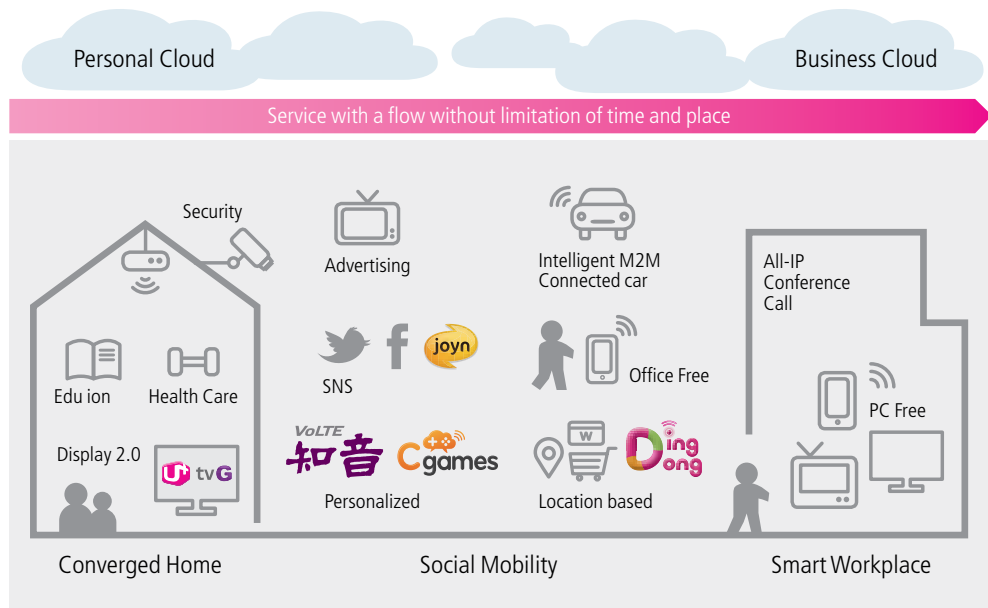 Personal Cloud
Business Cloud
Service with a flow without limitation of time and place
Security
Advertising
Intelligent M2M
Connected car
All-IP
Conference
Call
joyn
SNS
Office Free
Edu ion
Health Care
PC Free
Display 2.0
U+ tvG
VoLTE
知音
Cgames
W
Ding
Dong
Personalized
Location based
Converged Home
Social Mobility
Smart Workplace